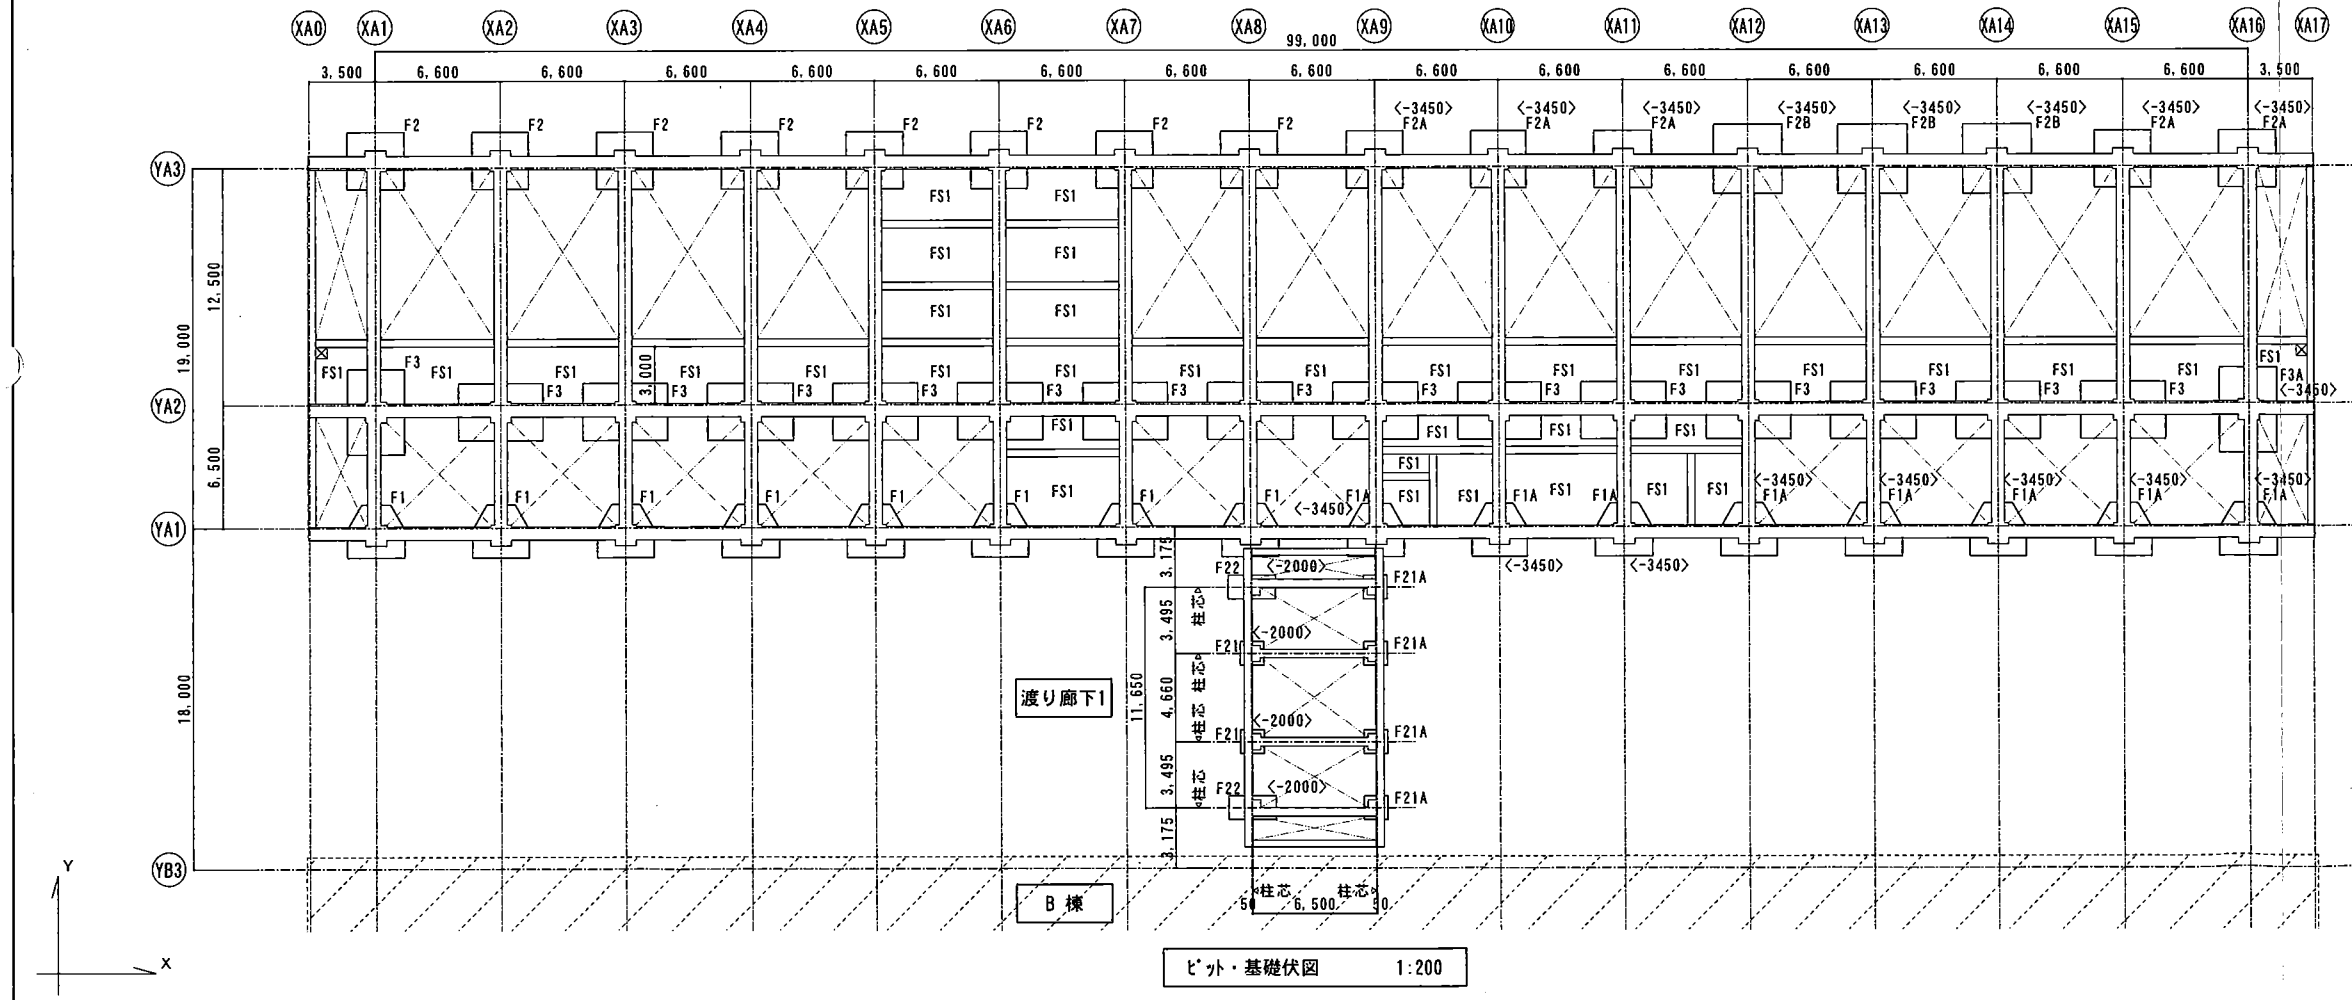 XA0 XA1 XA2 XA3 XA4 XA5 XA6 XA7 XA8 XA9 XA10 XA11 XA12 XA13 XA14 XA15 XA16 XA17
99,000
3,500 6,600 6,600 6,600 6,600 6,600 6,600 6,600 6,600 6,600 6,600 6,600 6,600 6,600 6,600 6,600 3,500
<-3450> <-3450> <-3450> <-3450> <-3450> <-3450> <-3450> <-3450>
F2 F2 F2 F2 F2 F2 F2 F2 F2A F2A F2A F2B F2B F2B F2A F2A
YA3
FS1 FS1
FS1 FS1
FS1 FS1
12,500
19,000
3,000
FS1 F3 FS1 FS1 FS1 FS1 FS1 FS1 FS1 FS1 FS1 FS1 FS1 FS1 FS1 FS1 FS1 FS1
F3 F3 F3 F3 F3 F3 F3 F3 F3 F3 F3 F3 F3 F3 F3A
<-3450>
YA2
FS1 FS1 FS1 FS1
6,500
FS1
FS1 FS1 FS1 FS1 FS1 FS1
<-3450> <-3450> <-3450> <-3450> <-3450>
F1 F1 F1 F1 F1 F1 F1 F1 F1A F1A F1A F1A F1A F1A F1A F1A
<-3450>
YA1
<-3450> <-3450>
3,175
F22 <-2000> F21A
3,495
柱芯
<-2000>
F21 F21A
柱芯
渡り廊下1
11,650
4,660
18,000
柱芯
<-2000>
F21 F21A
3,495
柱芯
F22 <-2000> F21A
3,175
YB3
B 棟
柱芯 柱芯
50 6,500 50
Y
X
ピット・基礎伏図 1:200